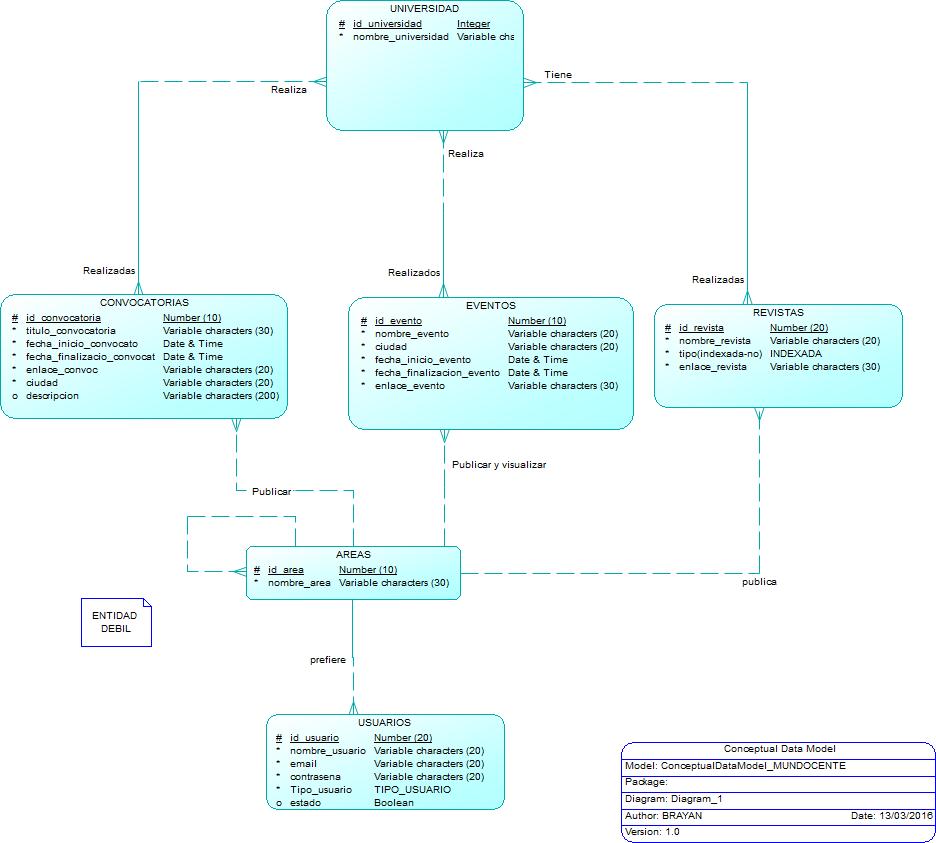 UNIVERSIDAD
# id_universidad Integer
* nombre_universidad Variable cha
Tiene
Realiza
Realiza
Realizadas
Realizados
Realizadas
CONVOCATORIAS
# id_convocatoria Number (10)
* titulo_convocatoria Variable characters (30)
* fecha_inicio_convocato Date & Time
* fecha_finalizacio_convocat Date & Time
* enlace_convoc Variable characters (20)
* ciudad Variable characters (20)
o descripcion Variable characters (200)
EVENTOS
# id_evento Number (10)
* nombre_evento Variable characters (20)
* ciudad Variable characters (20)
* fecha_inicio_evento Date & Time
* fecha_finalizacion_evento Date & Time
* enlace_evento Variable characters (30)
REVISTAS
# id_revista Number (20)
* nombre_revista Variable characters (20)
* tipo(indexada-no) INDEXADA
* enlace_revista Variable characters (30)
Publicar y visualizar
Publicar
AREAS
# id_area Number (10)
* nombre_area Variable characters (30)
publica
ENTIDAD
DEBIL
prefiere
USUARIOS
# id_usuario Number (20)
* nombre_usuario Variable characters (20)
* email Variable characters (20)
* contrasena Variable characters (20)
* Tipo_usuario TIPO_USUARIO
o estado Boolean
Conceptual Data Model
Model: ConceptualDataModel_MUNDOCENTE
Package:
Diagram: Diagram_1
Author: BRAYAN Date: 13/03/2016
Version: 1.0